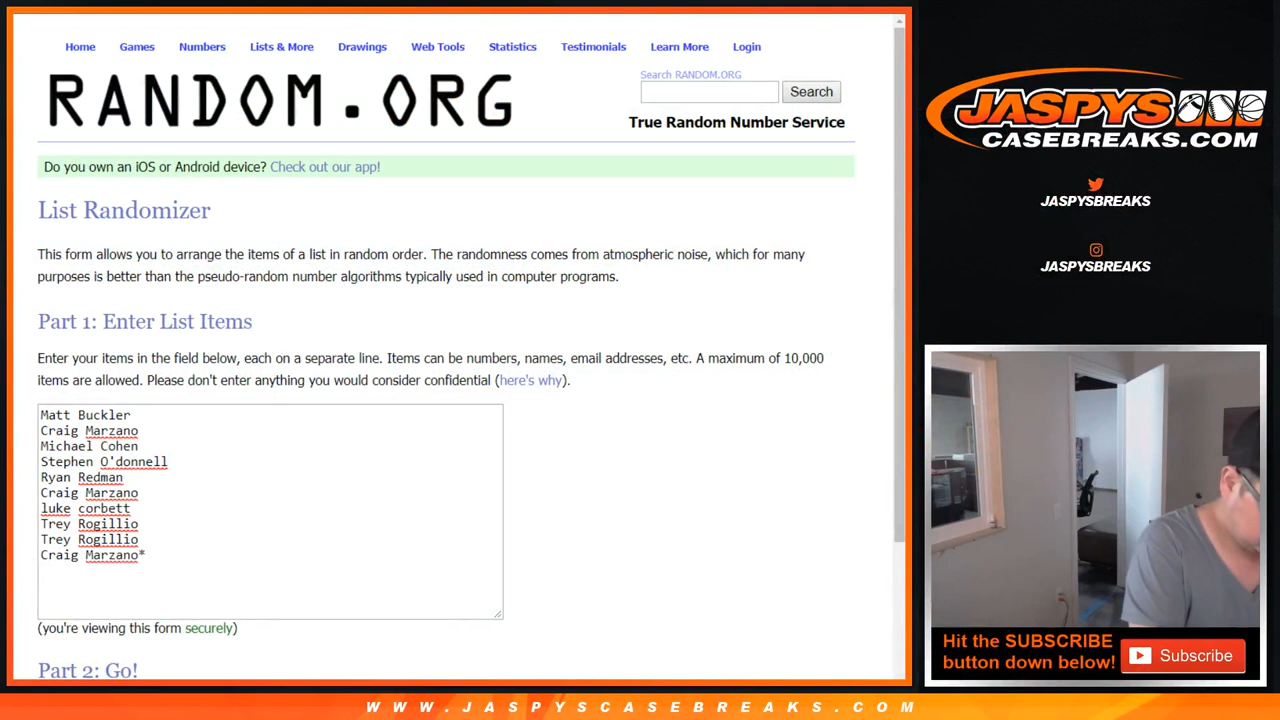 Home Games Numbers Lists & More Drawings Web Tools Statistics Testimonials Learn More Login
RANDOM.ORG
Search RANDOM.ORG
Search
True Random Number Service
Do you own an iOS or Android device? Check out our app!
List Randomizer
This form allows you to arrange the items of a list in random order. The randomness comes from atmospheric noise, which for many
purposes is better than the pseudo-random number algorithms typically used in computer programs.
Part 1: Enter List Items
Enter your items in the field below, each on a separate line. Items can be numbers, names, email addresses, etc. A maximum of 10,000
items are allowed. Please don't enter anything you would consider confidential (here's why).
Matt Buckler
Craig Marzano
Michael Cohen
Stephen O'donnell
Ryan Redman
Craig Marzano
luke corbett
Trey Rogillio
Trey Rogillio
Craig Marzano*
(you're viewing this form securely)
Part 2: Go!
JASPYS
CASEBREAKS.COM
JASPYSBREAKS
JASPYSBREAKS
Hit the SUBSCRIBE
button down below!
Subscribe
WWW.JASPYSCASEBREAKS.COM